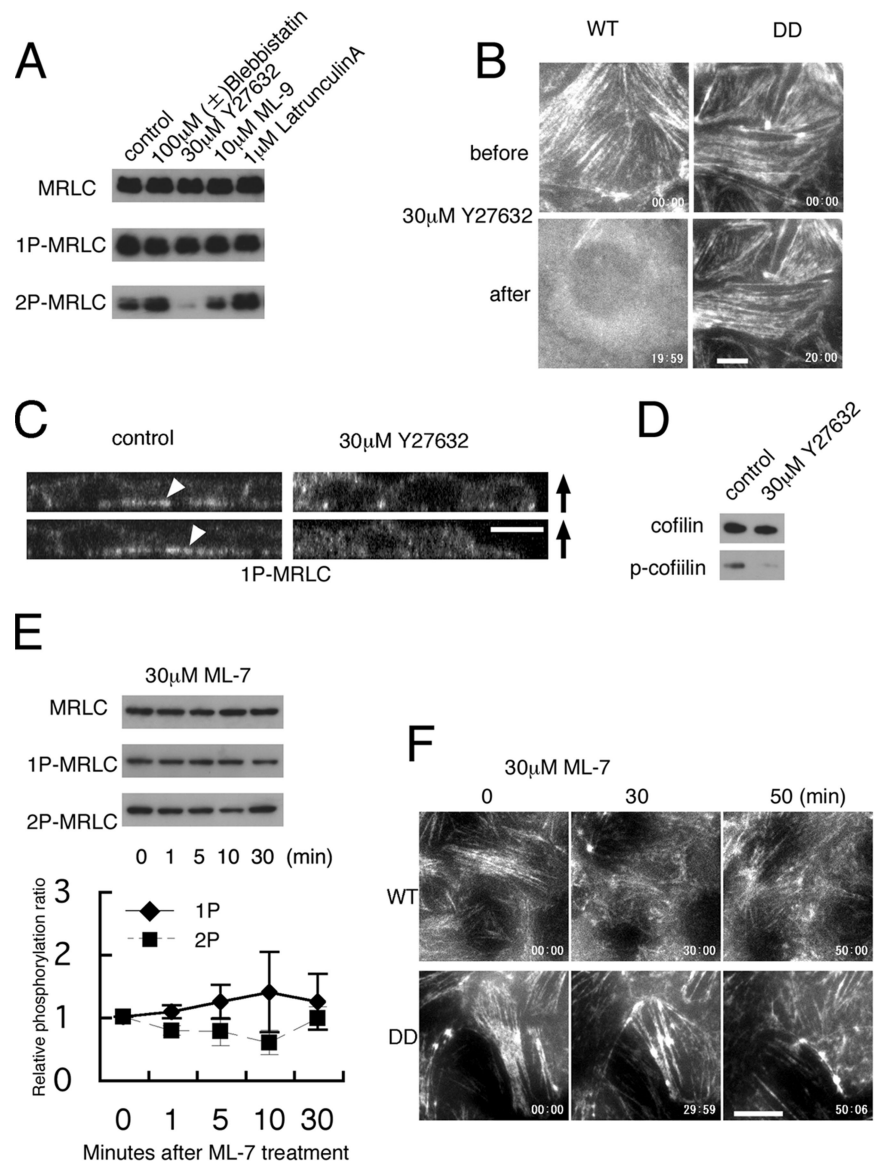 A
control
100µM (±)Blebbistatin
30µM Y27632
10µM ML-9
1µM LatrunculinA
MRLC
1P-MRLC
2P-MRLC
B
WT
DD
before
30µM Y27632
after
00:00
00:00
19:59
20:00
C
control
30µM Y27632
1P-MRLC
D
control
30µM Y27632
cofilin
p-cofiilin
E
30µM ML-7
MRLC
1P-MRLC
2P-MRLC
0 1 5 10 30 (min)
Relative phosphorylation ratio
3
2
1
0
1P
2P
0 1 5 10 30
Minutes after ML-7 treatment
F
30µM ML-7
0 30 50 (min)
WT
00:00
30:00
50:00
DD
00:00
29:59
50:06